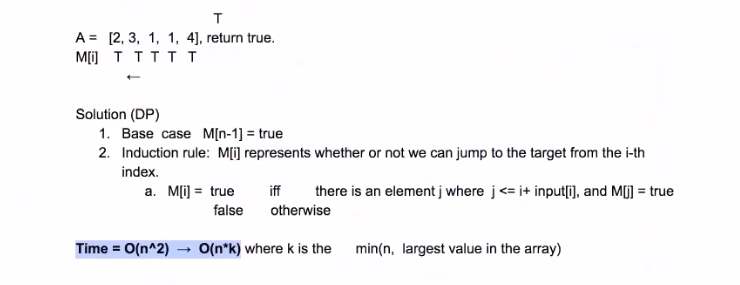 T
A = [2, 3, 1, 1, 4], return true.
M[i] T T T T T
←
Solution (DP)
1. Base case M[n-1] = true
2. Induction rule: M[i] represents whether or not we can jump to the target from the i-th
index.
a. M[i] = true iff there is an element j where j <= i+ input[i], and M[j] = true
false otherwise
Time = O(n^2) → O(n*k) where k is the min(n, largest value in the array)